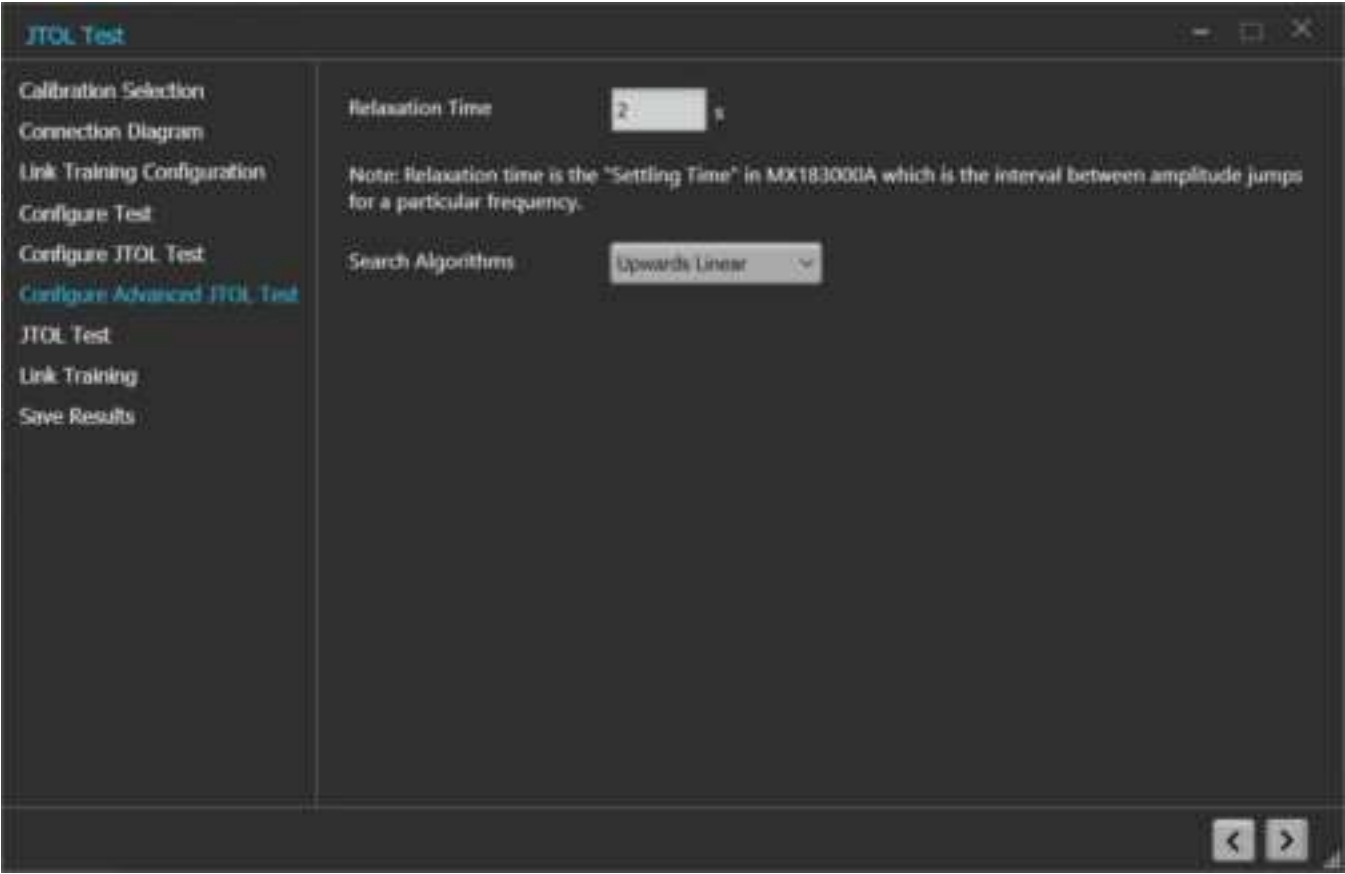 JTOL Test
Calibration Selection
Connection Diagram
Link Training Configuration
Configure Test
Configure JTOL Test
Configure Advanced JTOL Test
JTOL Test
Link Training
Save Results
Relaxation Time 2 s
Note: Relaxation time is the "Settling Time" in MX183000A which is the interval between amplitude jumps
for a particular frequency.
Search Algorithms Upwards Linear